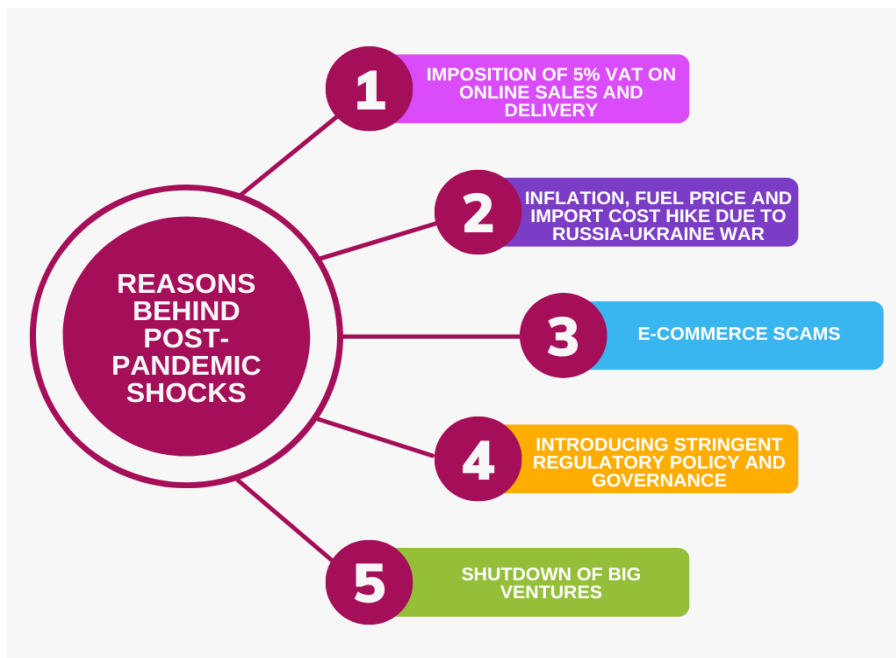 REASONS
BEHIND
POST-
PANDEMIC
SHOCKS
1
IMPOSITION OF 5% VAT ON
ONLINE SALES AND
DELIVERY
2
INFLATION, FUEL PRICE AND
IMPORT COST HIKE DUE TO
RUSSIA-UKRAINE WAR
3
E-COMMERCE SCAMS
4
INTRODUCING STRINGENT
REGULATORY POLICY AND
GOVERNANCE
5
SHUTDOWN OF BIG
VENTURES